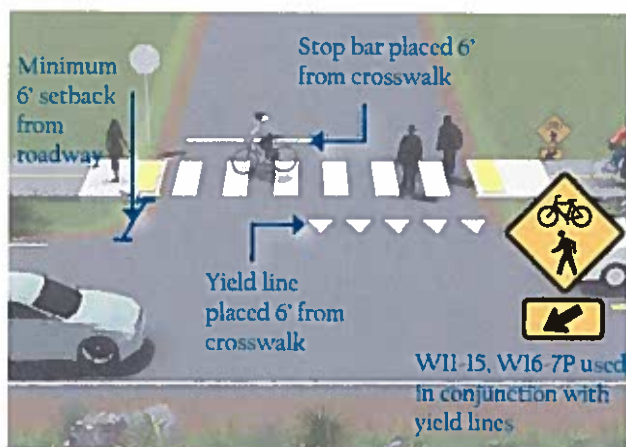 Minimum
6' setback
from
roadway
Stop bar placed 6'
from crosswalk
Yield line
placed 6' from
crosswalk
W11-15, W16-7P used
in conjunction with
yield lines